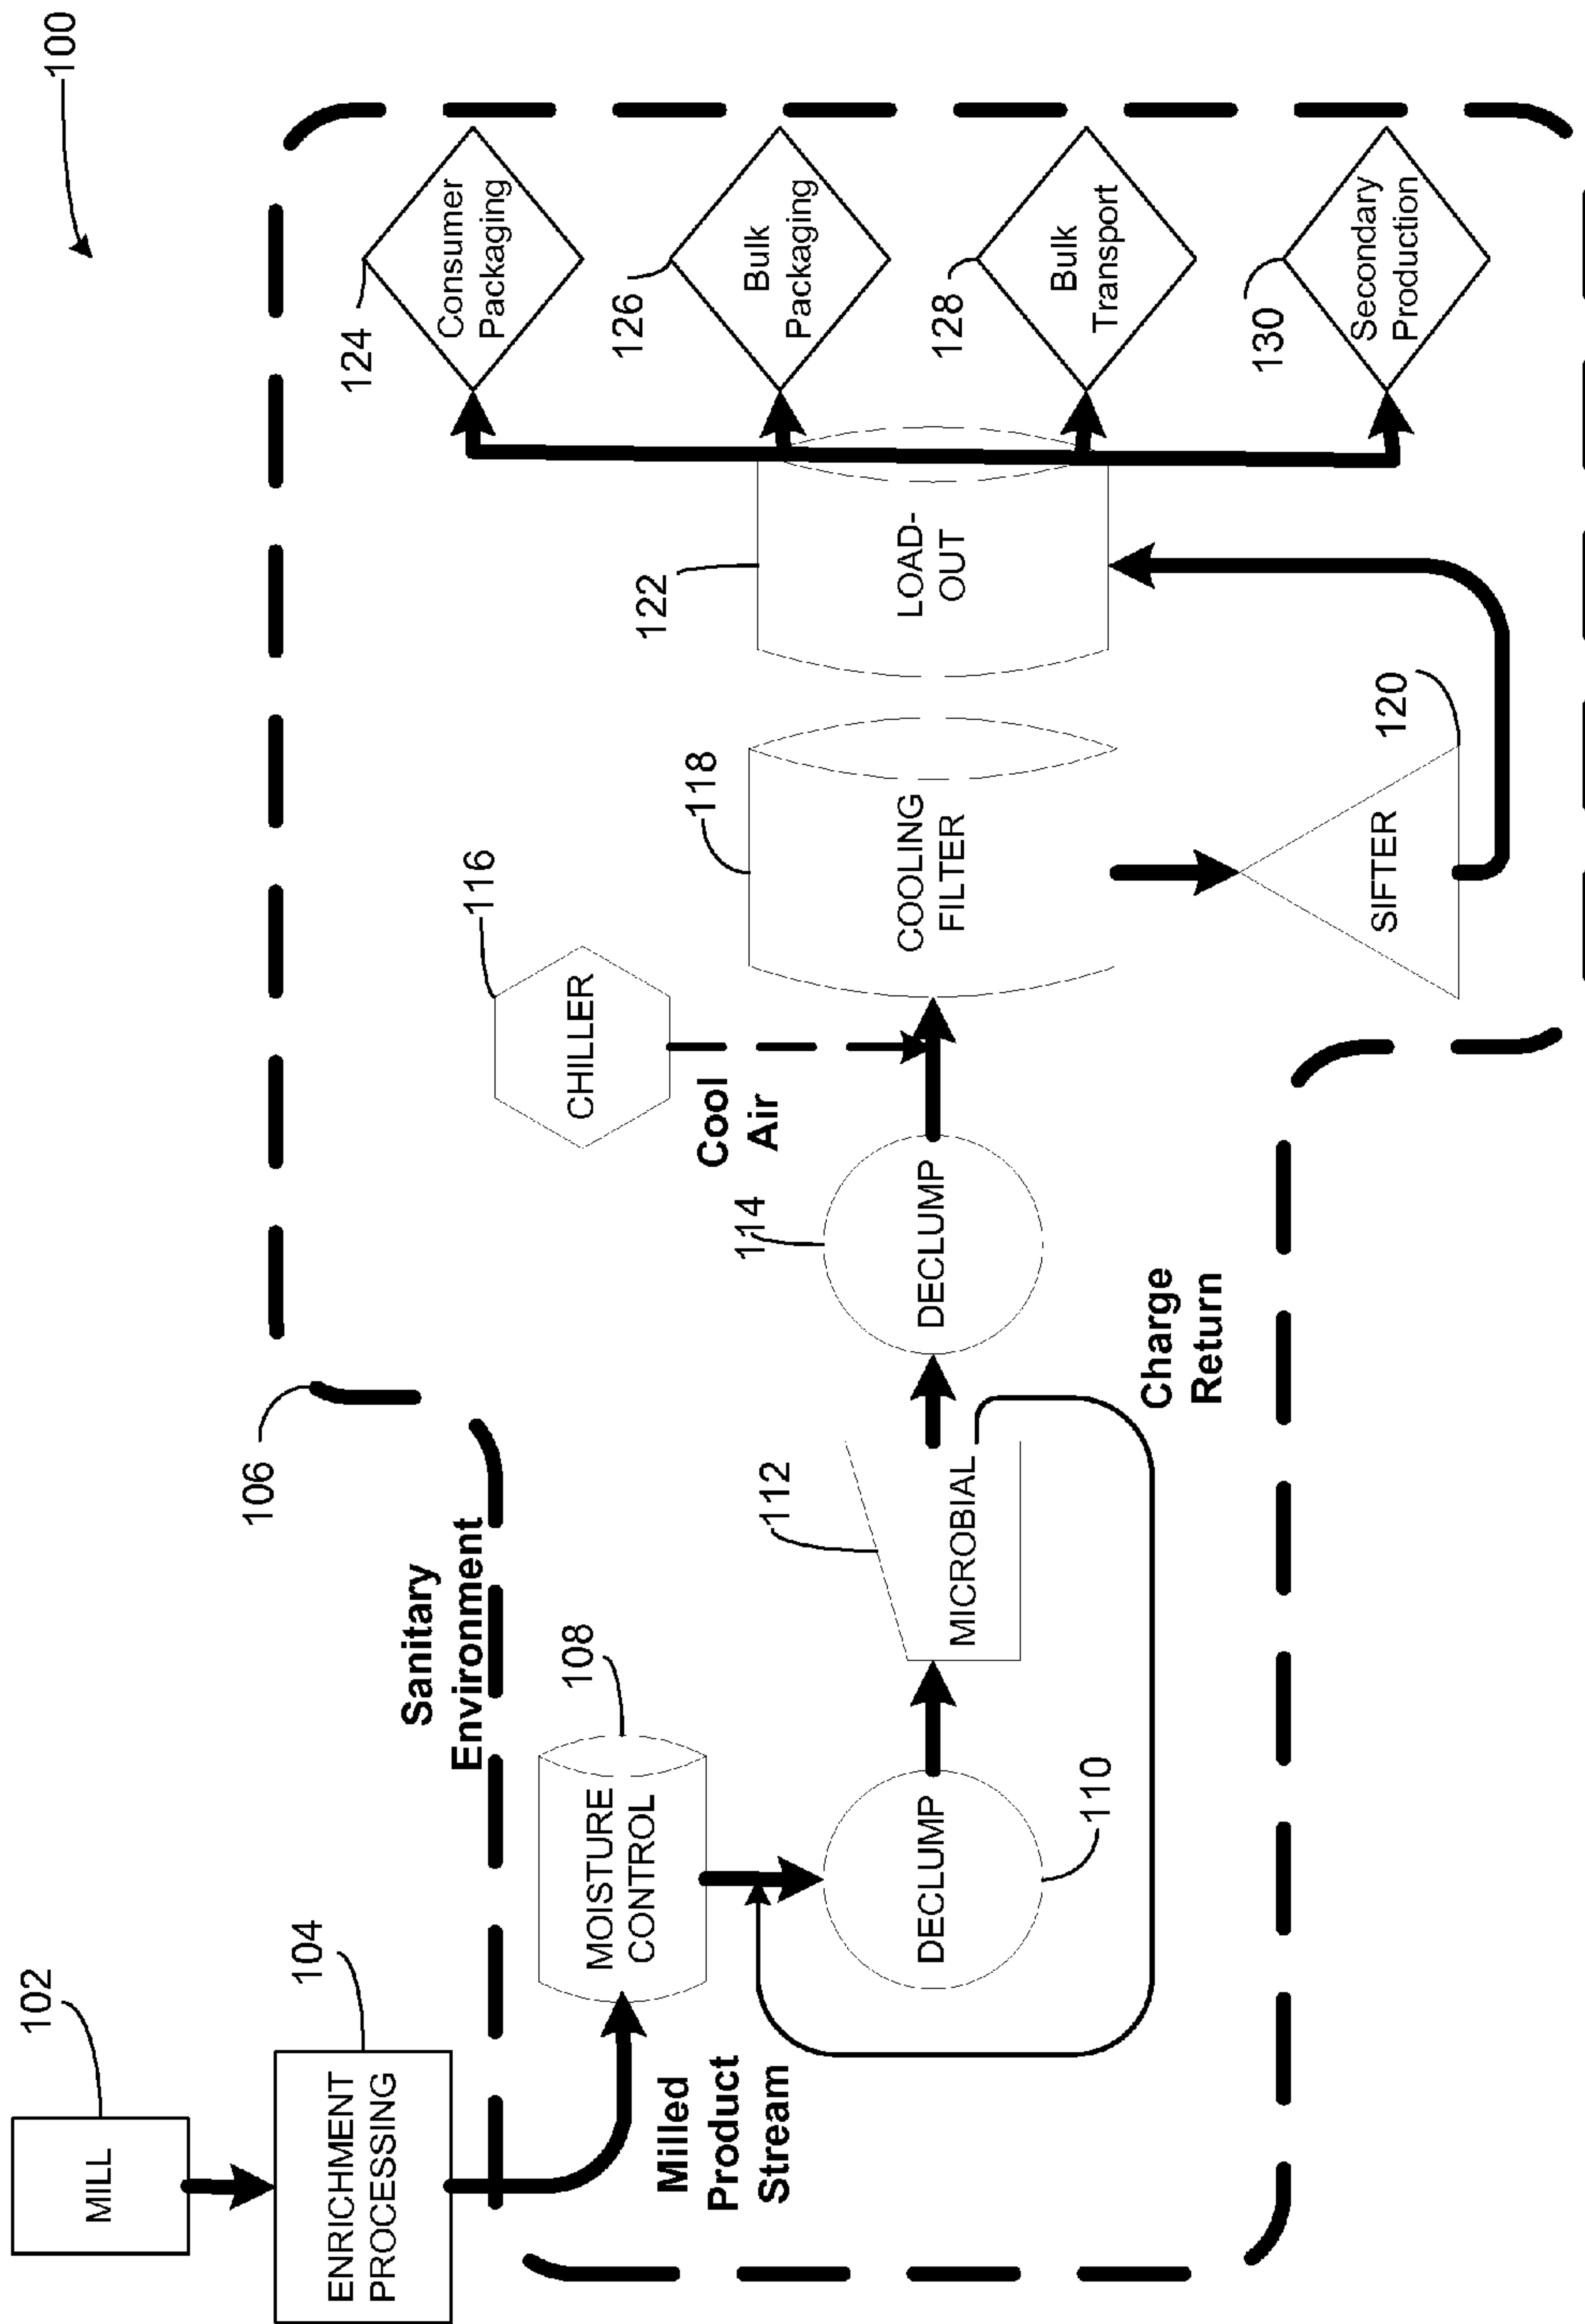 100
102
MILL
104
ENRICHMENT
PROCESSING
106
Sanitary
Environment
Milled
Product
Stream
108
MOISTURE
CONTROL
110
DECLUMP
112
MICROBIAL
Charge
Return
114
DECLUMP
116
CHILLER
Cool
Air
118
COOLING
FILTER
120
SIFTER
122
LOAD-
OUT
124
Consumer
Packaging
126
Bulk
Packaging
128
Bulk
Transport
130
Secondary
Production